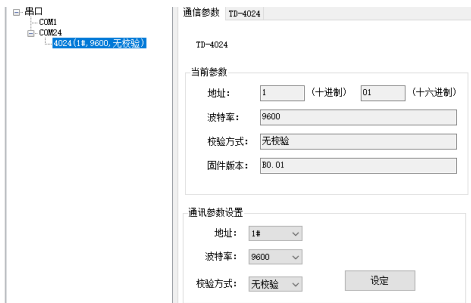 串口
COM1
COM24
4024(1#,9600,无校验)
通信参数 TD-4024
TD-4024
当前参数
地址: 1 (十进制) 01 (十六进制)
波特率: 9600
校验方式: 无校验
固件版本: B0.01
通讯参数设置
地址: 1#
波特率: 9600
校验方式: 无校验 设定